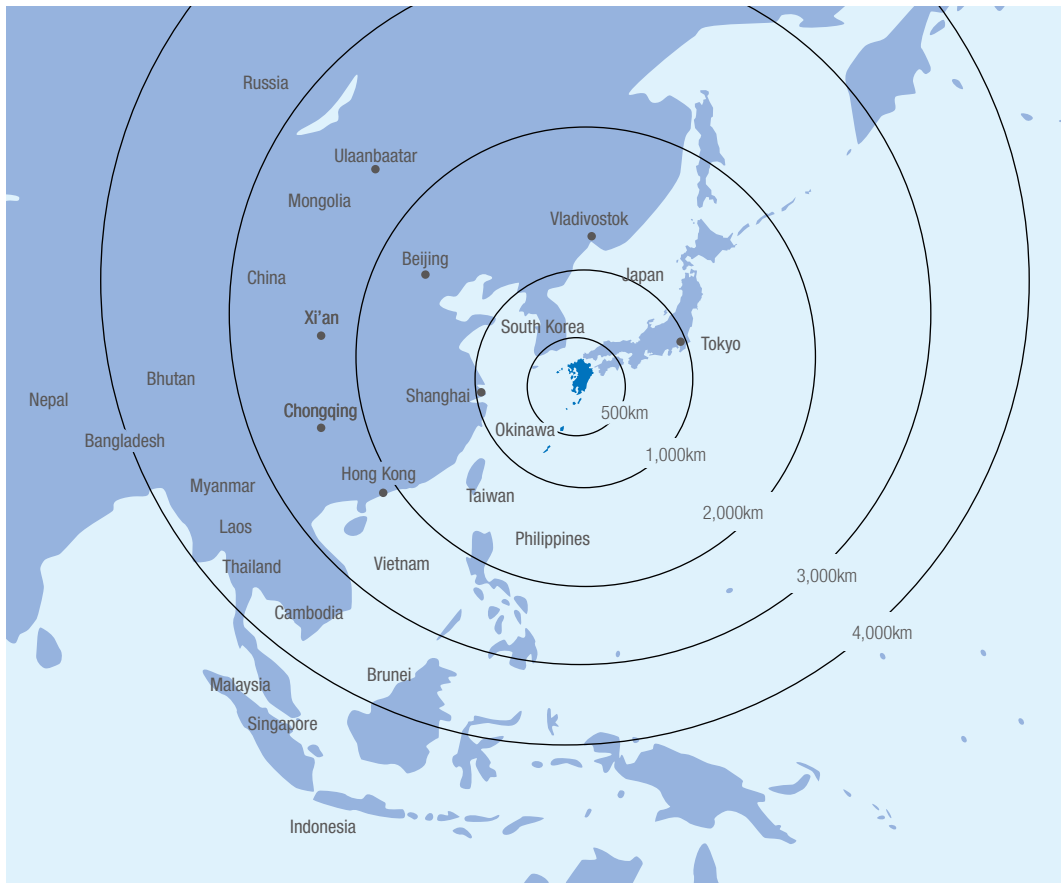 Russia
Ulaanbaatar
Mongolia
Vladivostok
Beijing
Japan
China
Xi'an
South Korea
Tokyo
Bhutan
Shanghai
Nepal
500km
Chongqing
Okinawa
Bangladesh
1,000km
Hong Kong
Myanmar
Taiwan
2,000km
Laos
Philippines
Thailand
Vietnam
3,000km
Cambodia
4,000km
Brunei
Malaysia
Singapore
Indonesia